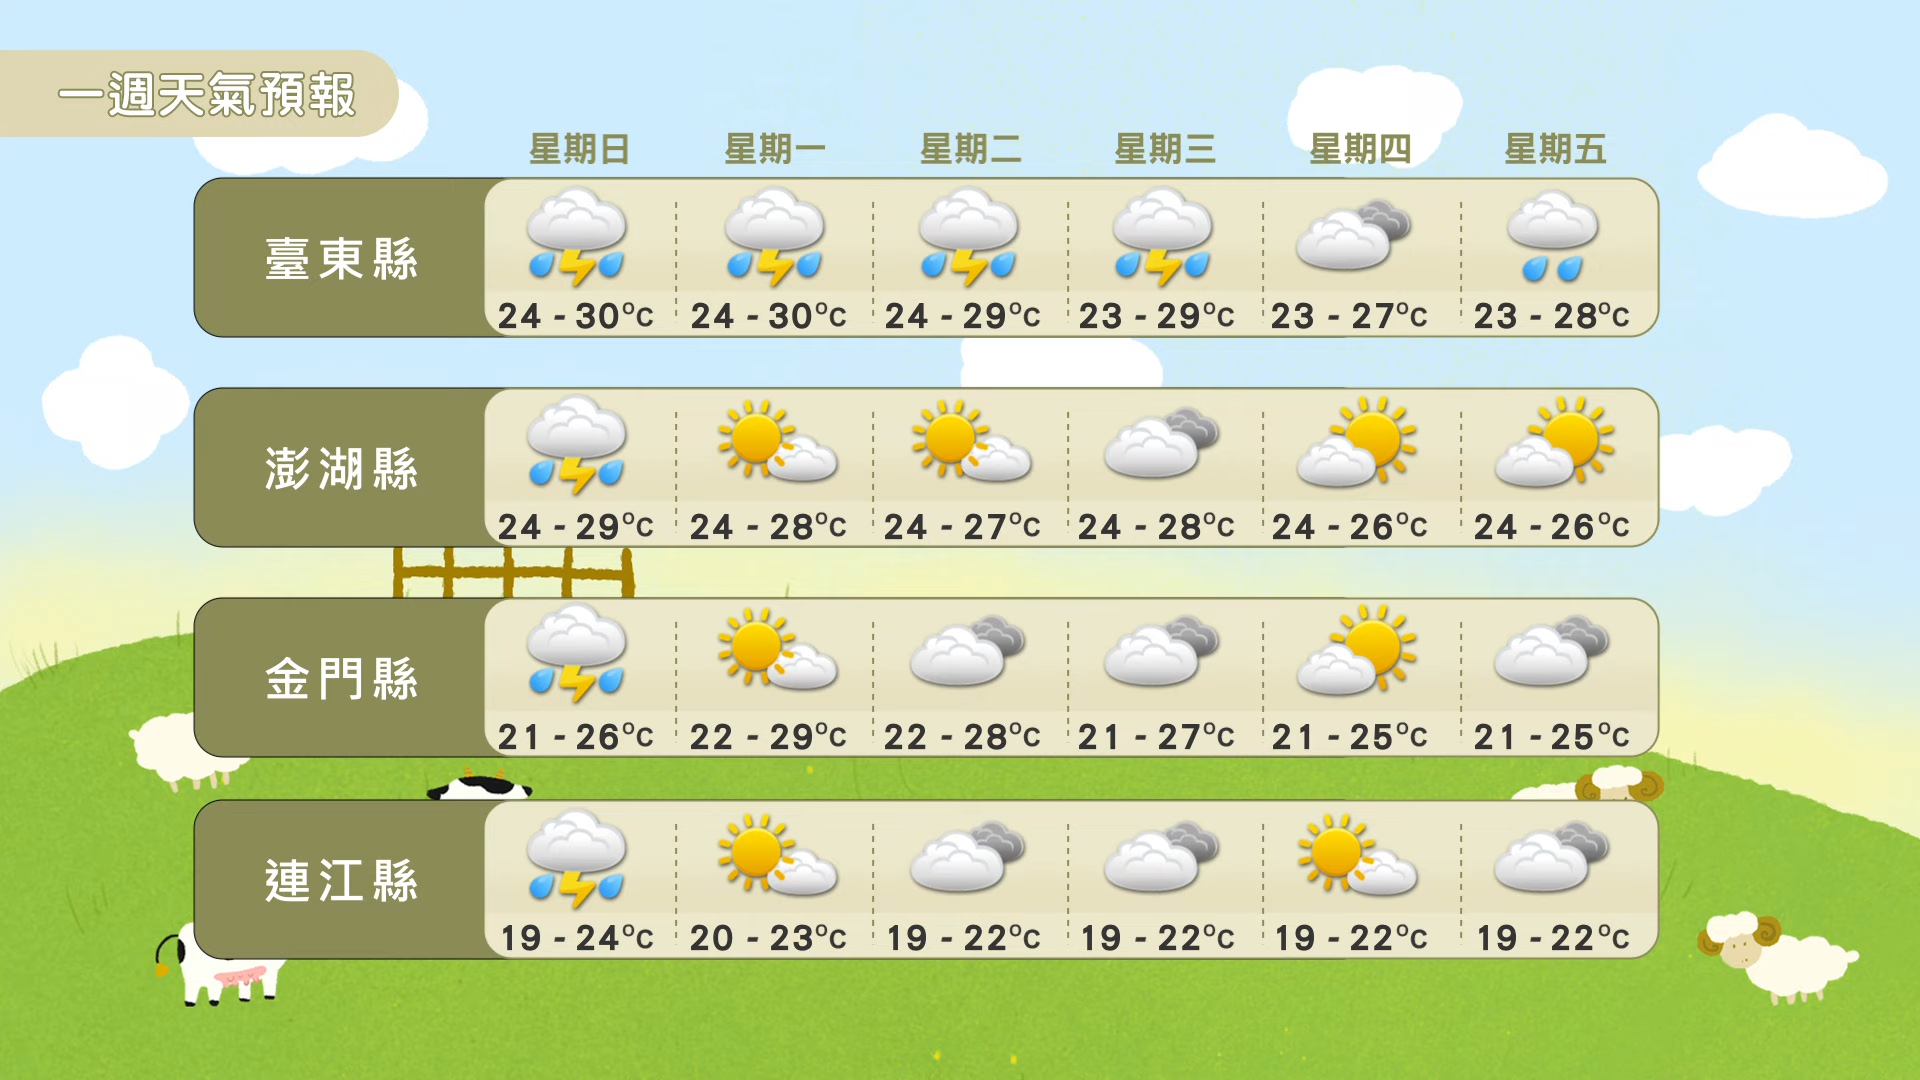 一週天氣預報
星期日 星期一 星期二 星期三 星期四 星期五
臺東縣
24 - 30°C 24 - 30°C 24 - 29°C 23 - 29°C 23 - 27°C 23 - 28°C
澎湖縣
24 - 29°C 24 - 28°C 24 - 27°C 24 - 28°C 24 - 26°C 24 - 26°C
金門縣
21 - 26°C 22 - 29°C 22 - 28°C 21 - 27°C 21 - 25°C 21 - 25°C
連江縣
19 - 24°C 20 - 23°C 19 - 22°C 19 - 22°C 19 - 22°C 19 - 22°C